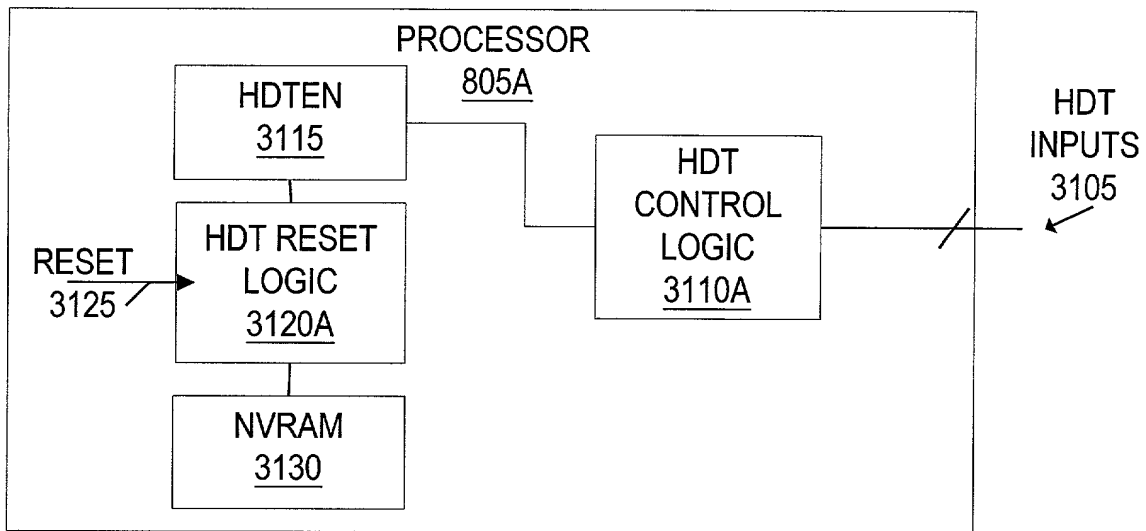 PROCESSOR
805A
HDTEN
3115
HDT RESET
LOGIC
3120A
RESET
3125
NVRAM
3130
HDT
CONTROL
LOGIC
3110A
HDT
INPUTS
3105